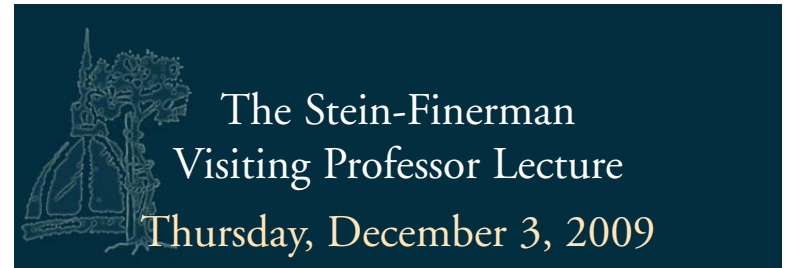 The Stein-Finerman
Visiting Professor Lecture
Thursday, December 3, 2009